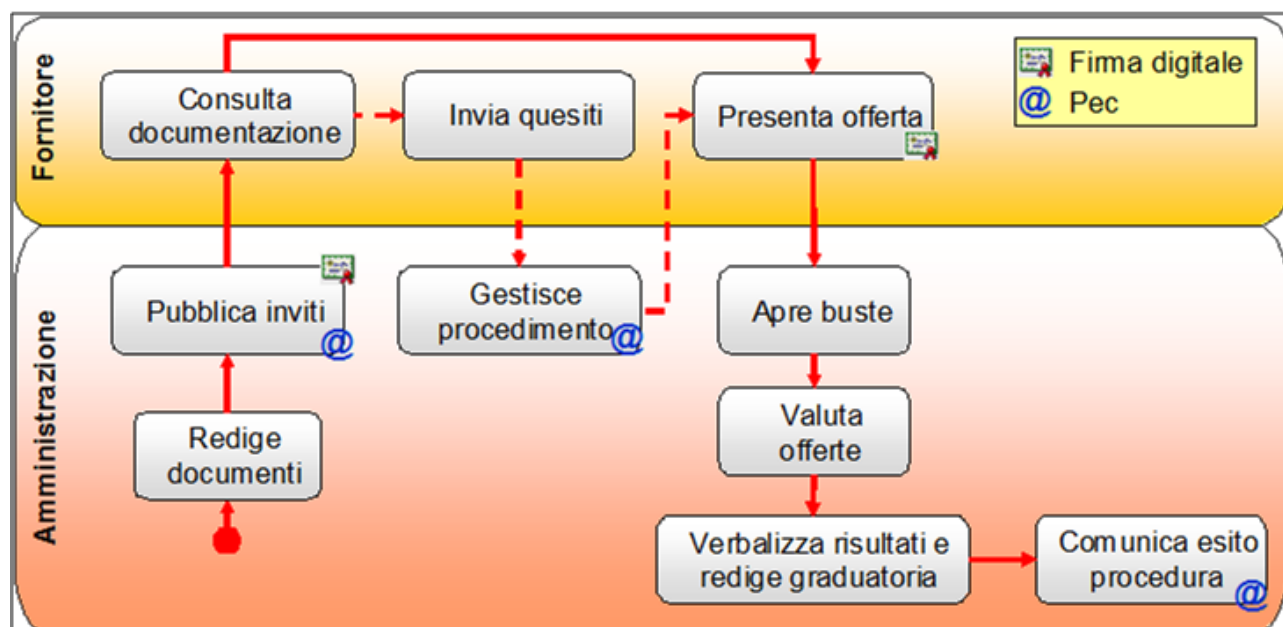 Fornitore
Consulta
documentazione
Invia quesiti
Presenta offerta
Firma digitale
@ Pec
Amministrazione
Pubblica inviti
@
Gestisce
procedimento
@
Apre buste
Redige
documenti
Valuta
offerte
Verbalizza risultati e
redige graduatoria
Comunica esito
procedura
@